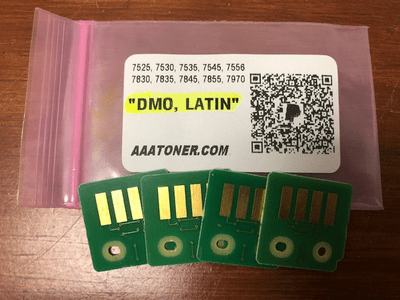 7525, 7530, 7535, 7545, 7556
7830, 7835, 7845, 7855, 7970
"DMO, LATIN"
AAATONER.COM